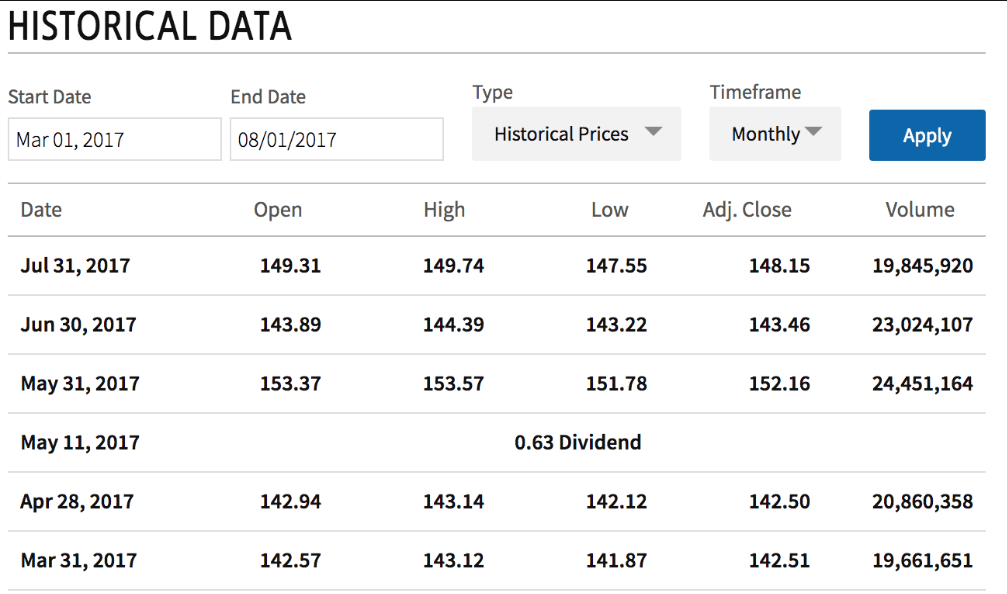 HISTORICAL DATA
Start Date End Date Type Timeframe
Mar 01, 2017 08/01/2017 Historical Prices Monthly Apply
Date Open High Low Adj. Close Volume
Jul 31, 2017 149.31 149.74 147.55 148.15 19,845,920
Jun 30, 2017 143.89 144.39 143.22 143.46 23,024,107
May 31, 2017 153.37 153.57 151.78 152.16 24,451,164
May 11, 2017 0.63 Dividend
Apr 28, 2017 142.94 143.14 142.12 142.50 20,860,358
Mar 31, 2017 142.57 143.12 141.87 142.51 19,661,651